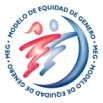 MODELO DE EQUIDAD DE GENERO • MEG • MODELO DE EQUIDAD DE GENERO • MEG •